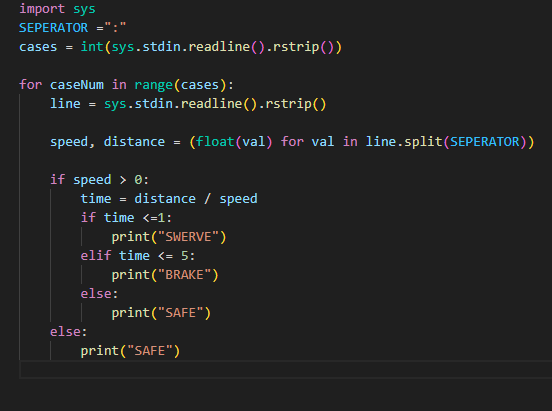 import sys
SEPERATOR =":"
cases = int(sys.stdin.readline().rstrip())
for caseNum in range(cases):
    line = sys.stdin.readline().rstrip()
    speed, distance = (float(val) for val in line.split(SEPERATOR))
    if speed > 0:
        time = distance / speed
        if time <=1:
            print("SWERVE")
        elif time <= 5:
            print("BRAKE")
        else:
            print("SAFE")
    else:
        print("SAFE")